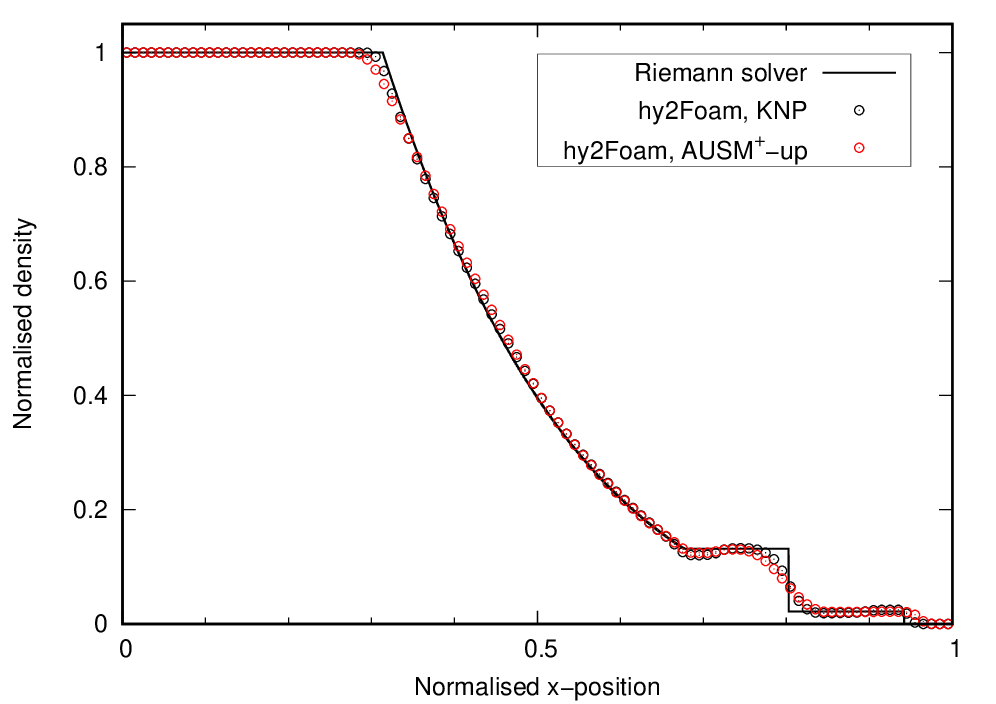 Riemann solver
hy2Foam, KNP
hy2Foam, AUSM+−up
1
0.8
0.6
0.4
0.2
0
Normalised density
0
0.5
1
Normalised x−position